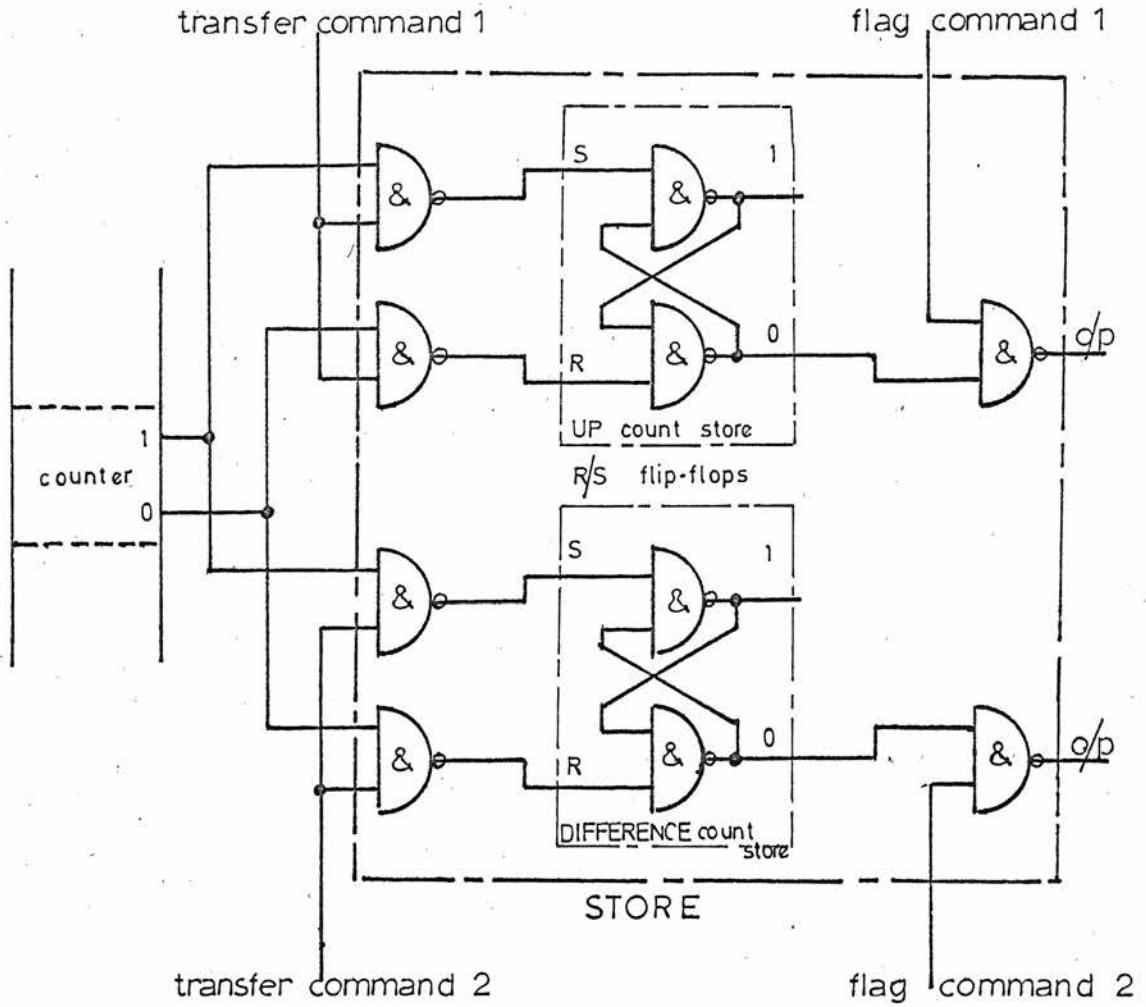 transfer command 1
flag command 1
S
1
&
&
&
&
0
&
o/p
R
UP count store
1
counter
0
R/S flip-flops
S
1
&
&
&
&
0
&
o/p
R
DIFFERENCE count
store
STORE
transfer command 2
flag command 2